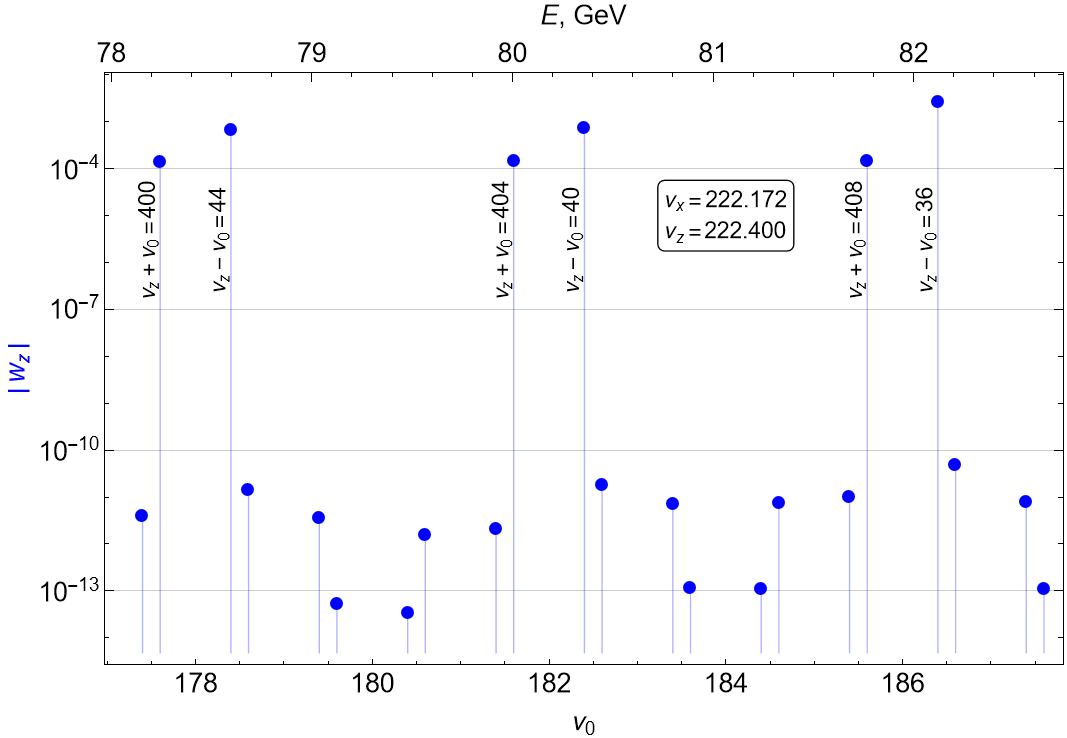 E, GeV
78 79 80 81 82
10⁻⁴
10⁻⁷
10⁻¹⁰
10⁻¹³
|w_z|
ν_z + ν_0 = 400
ν_z − ν_0 = 44
ν_z + ν_0 = 404
ν_z − ν_0 = 40
ν_z + ν_0 = 408
ν_z − ν_0 = 36
ν_x = 222.172
ν_z = 222.400
178 180 182 184 186
ν_0